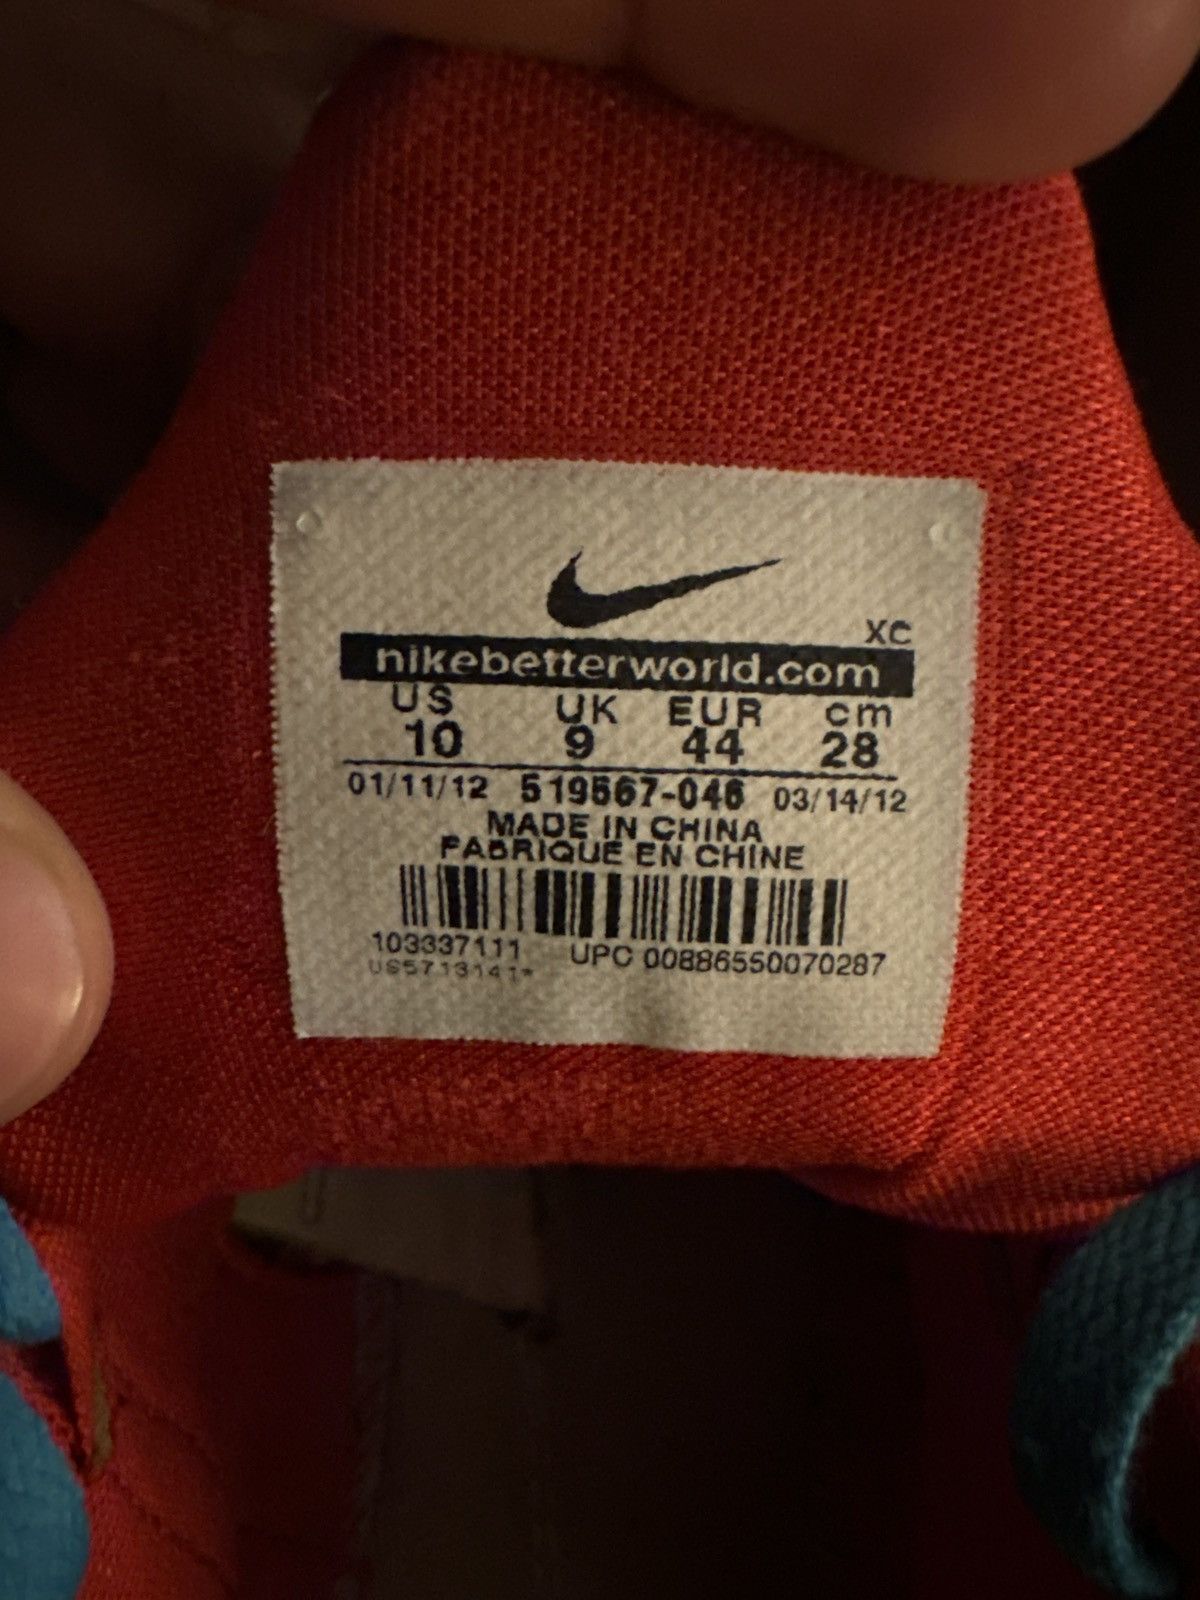 XC
nikebetterworld.com
US UK EUR cm
10 9 44 28
01/11/12 519567-046 03/14/12
MADE IN CHINA
FABRIQUE EN CHINE
103337111 UPC 00886550070287
US5713141*